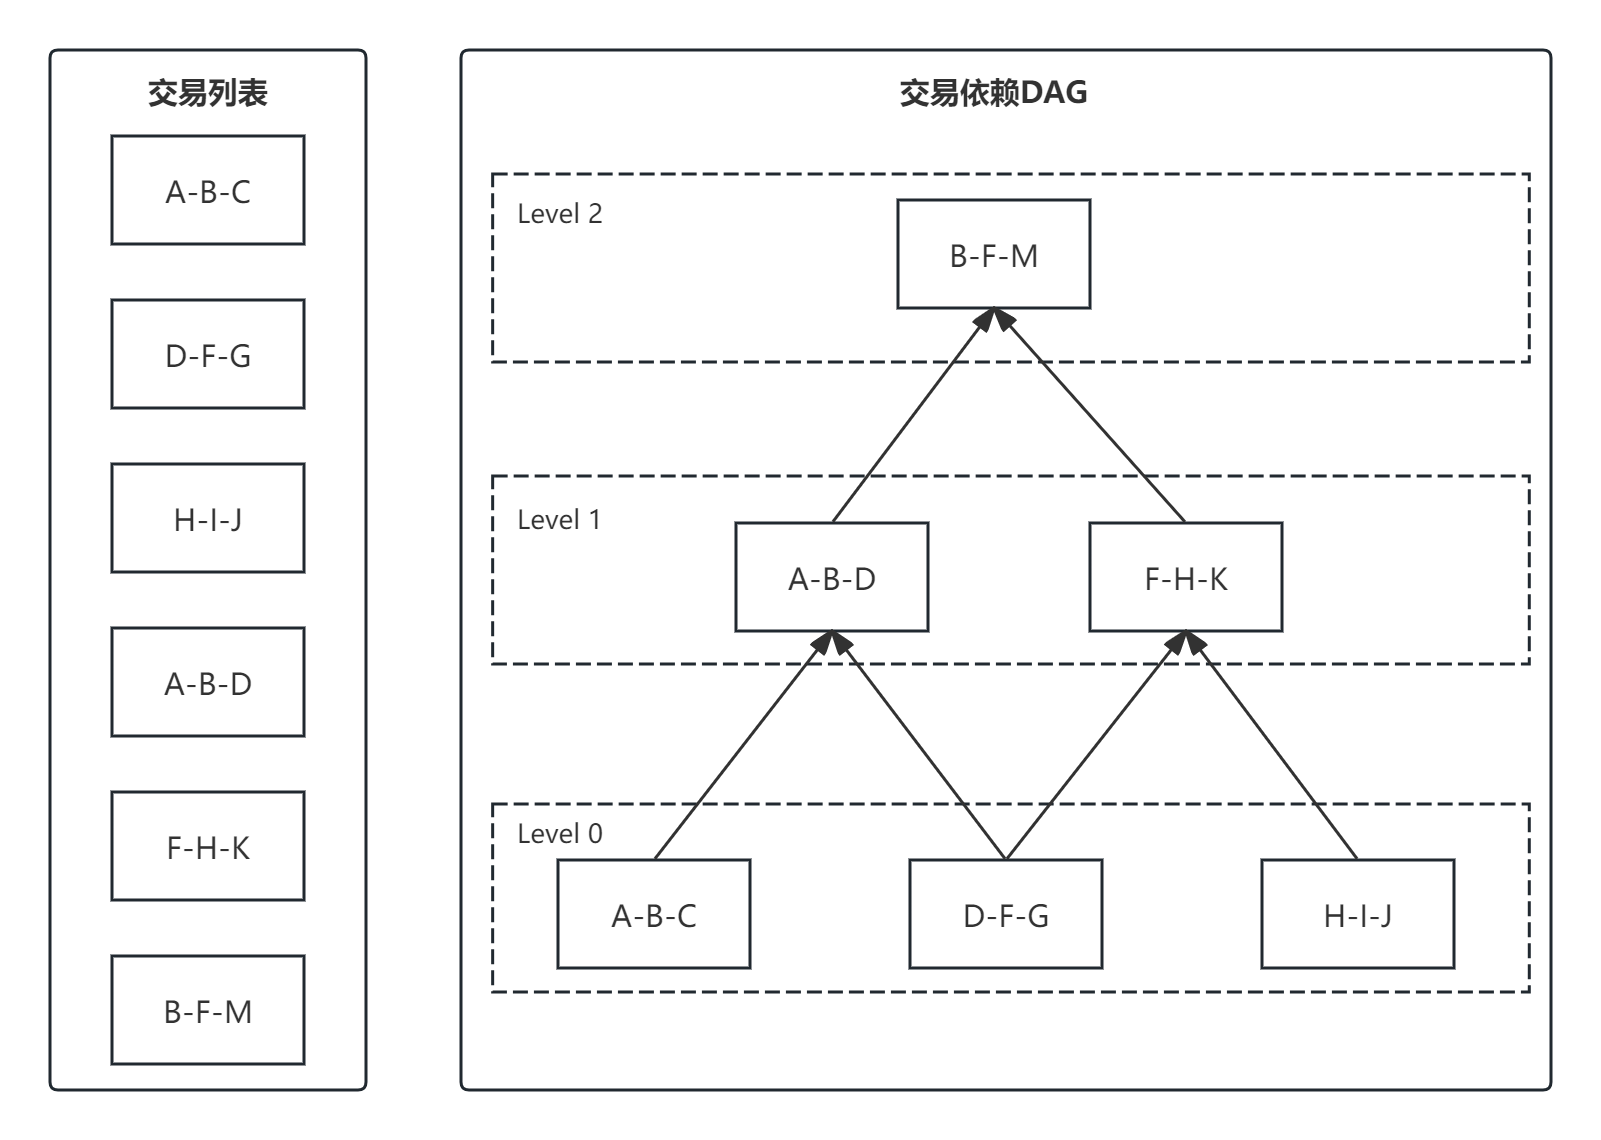 交易列表
A-B-C
D-F-G
H-I-J
A-B-D
F-H-K
B-F-M
交易依赖DAG
Level 2
B-F-M
Level 1
A-B-D
F-H-K
Level 0
A-B-C
D-F-G
H-I-J